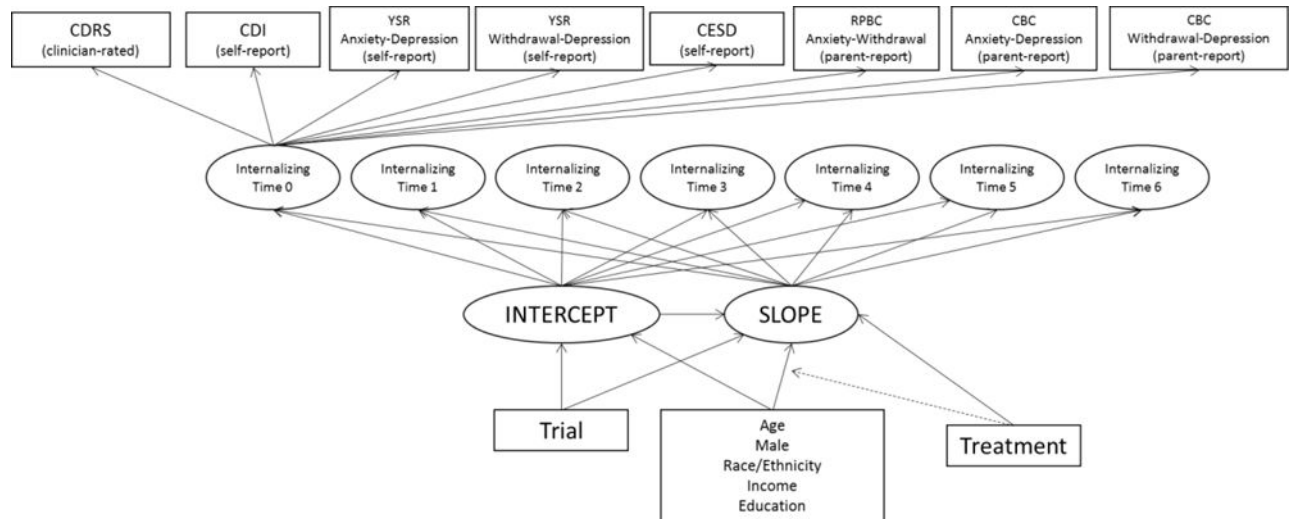 CDRS
(clinician-rated)
CDI
(self-report)
YSR
Anxiety-Depression
(self-report)
YSR
Withdrawal-Depression
(self-report)
CESD
(self-report)
RPBC
Anxiety-Withdrawal
(parent-report)
CBC
Anxiety-Depression
(parent-report)
CBC
Withdrawal-Depression
(parent-report)
Internalizing
Time 0
Internalizing
Time 1
Internalizing
Time 2
Internalizing
Time 3
Internalizing
Time 4
Internalizing
Time 5
Internalizing
Time 6
INTERCEPT
SLOPE
Trial
Age
Male
Race/Ethnicity
Income
Education
Treatment